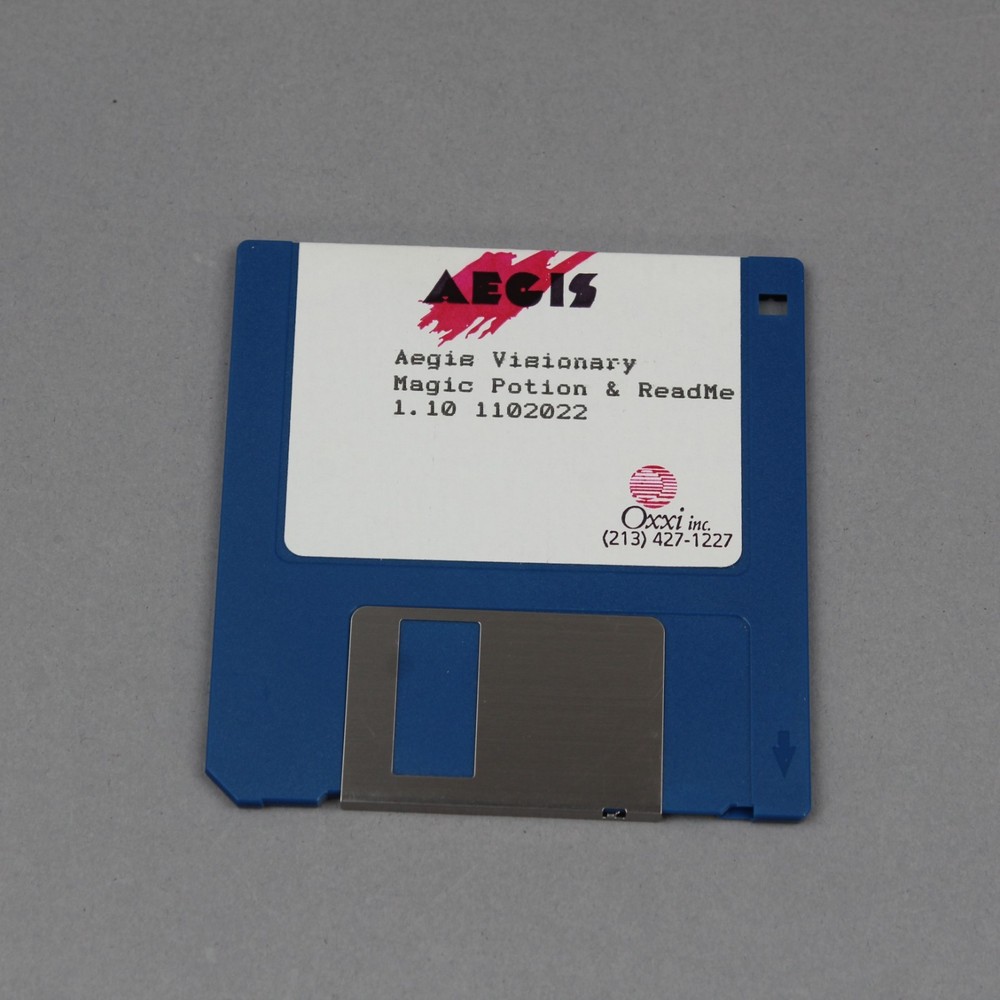 AEGIS
Aegis Visionary
Magic Potion & ReadMe
1.10 1102022
Oxxi inc.
(213) 427-1227